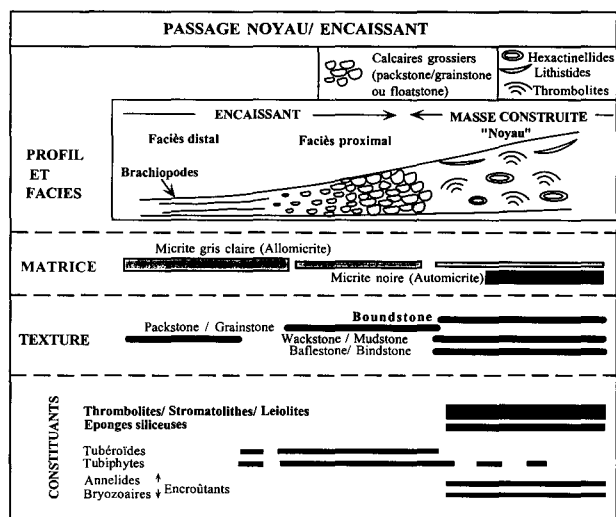 PASSAGE NOYAU/ ENCAISSANT
Calcaires grossiers
(packstone/grainstone
ou floatstone)
Hexactinellides
Lithistides
Thrombolites
ENCAISSANT
MASSE CONSTRUITE
"Noyau"
Faciès distal
Faciès proximal
Brachiopodes
PROFIL
ET
FACIES
Micrite gris claire (Allomicrite)
MATRICE
Micrite noire (Automicrite)
Boundstone
Packstone / Grainstone
TEXTURE
Wackstone / Mudstone
Baflestone/ Bindstone
CONSTITUANTS
Thrombolites/ Stromatolithes/ Leiolites
Eponges siliceuses
Tubéroïdes
Tubiphytes
Annelides
Bryozoaires
Encroûtants